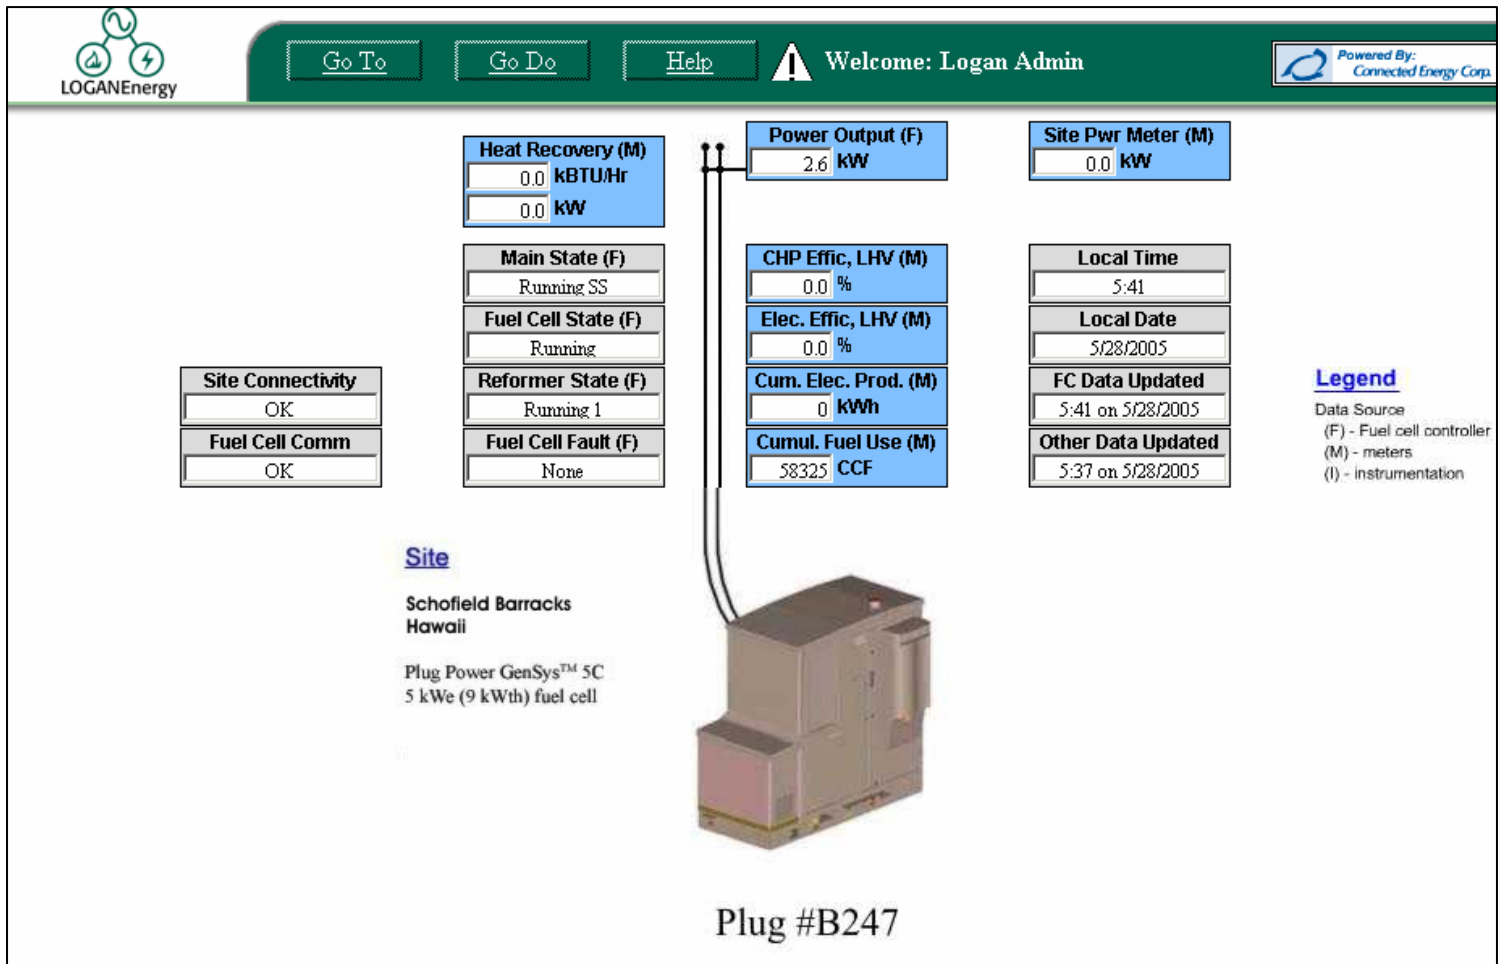 LOGANEnergy
Go To
Go Do
Help
Welcome: Logan Admin
Powered By:
Connected Energy Corp.
Heat Recovery (M)
0.0 kBTU/Hr
0.0 kW
Power Output (F)
2.6 kW
Site Pwr Meter (M)
0.0 kW
Main State (F)
Running SS
CHP Effic, LHV (M)
0.0 %
Local Time
5:41
Fuel Cell State (F)
Running
Elec. Effic, LHV (M)
0.0 %
Local Date
5/28/2005
Site Connectivity
OK
Reformer State (F)
Running 1
Cum. Elec. Prod. (M)
0 kWh
FC Data Updated
5:41 on 5/28/2005
Fuel Cell Comm
OK
Fuel Cell Fault (F)
None
Cumul. Fuel Use (M)
58325 CCF
Other Data Updated
5:37 on 5/28/2005
Legend
Data Source
(F) - Fuel cell controller
(M) - meters
(I) - instrumentation
Site
Schofield Barracks
Hawaii
Plug Power GenSys™ 5C
5 kWe (9 kWth) fuel cell
Plug #B247